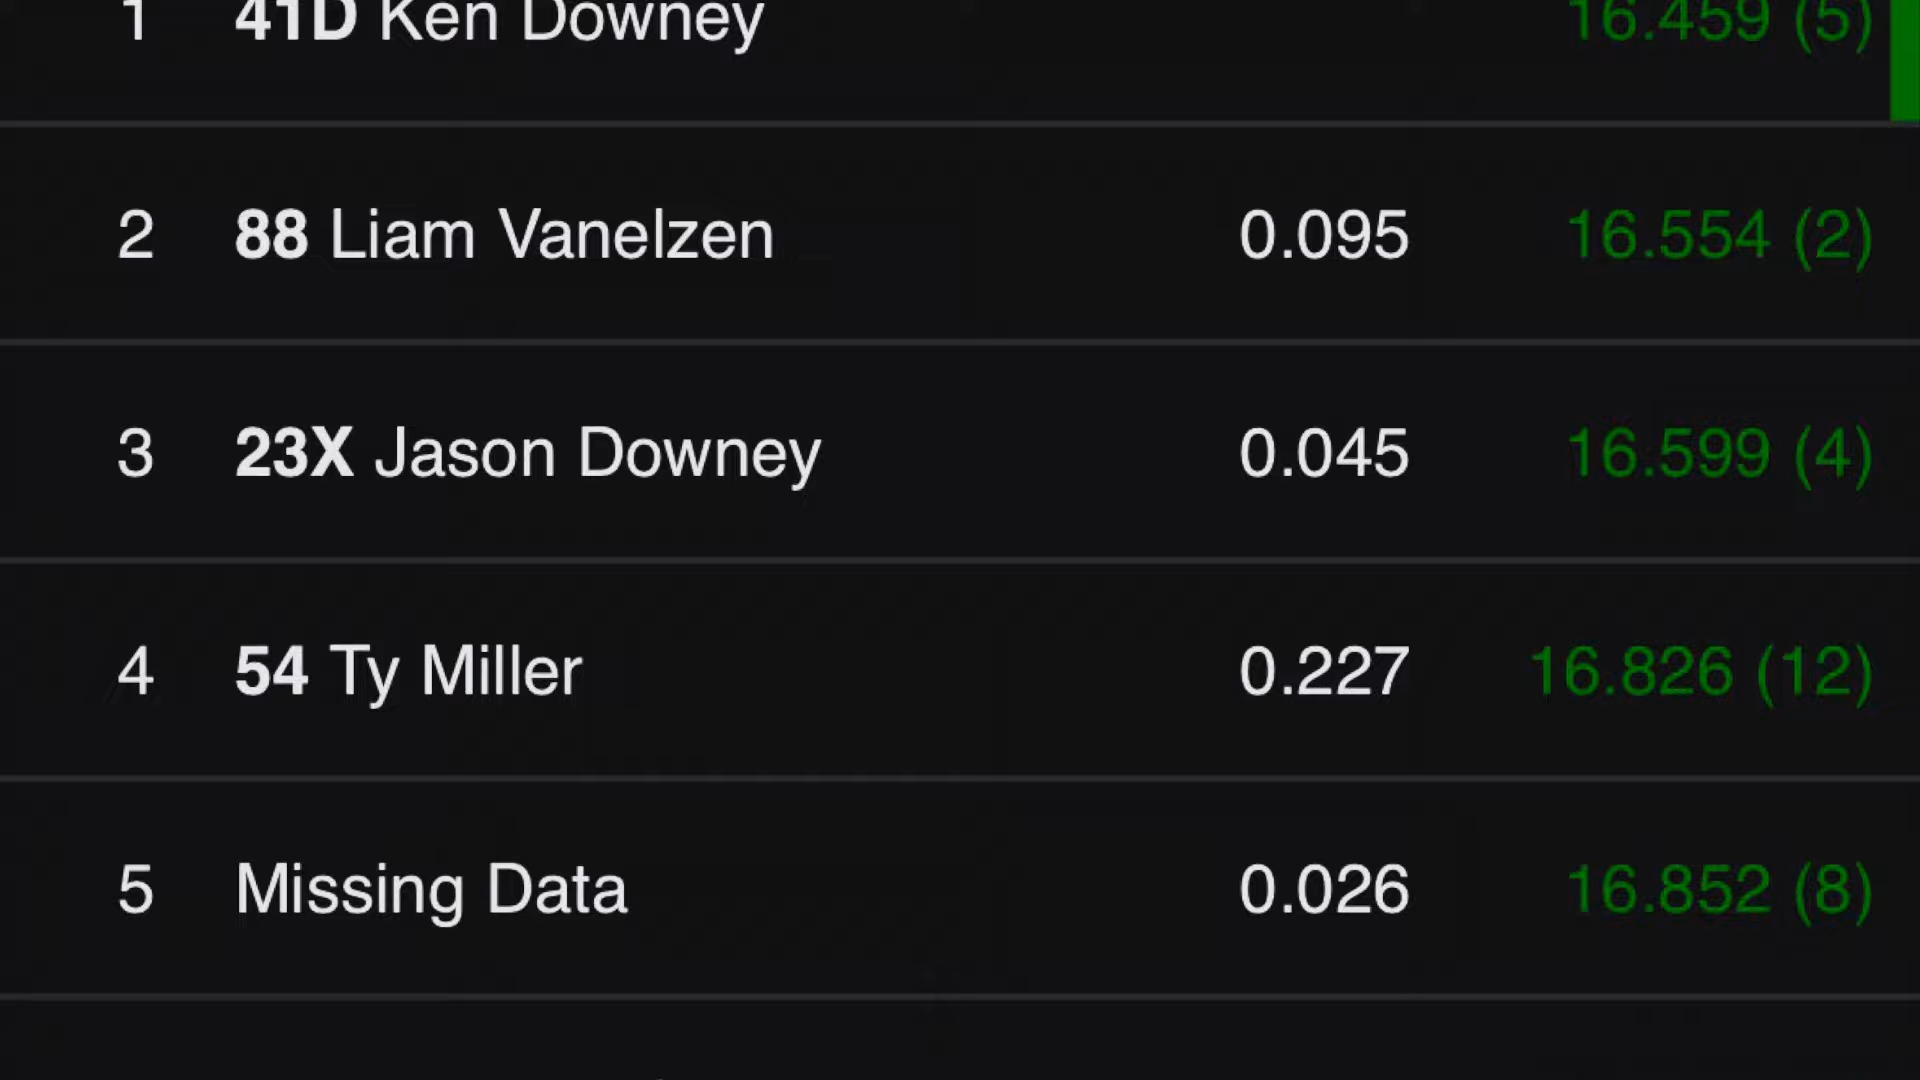 1 41D Ken Downey 16.459 (5)
2 88 Liam Vanelzen 0.095 16.554 (2)
3 23X Jason Downey 0.045 16.599 (4)
4 54 Ty Miller 0.227 16.826 (12)
5 Missing Data 0.026 16.852 (8)